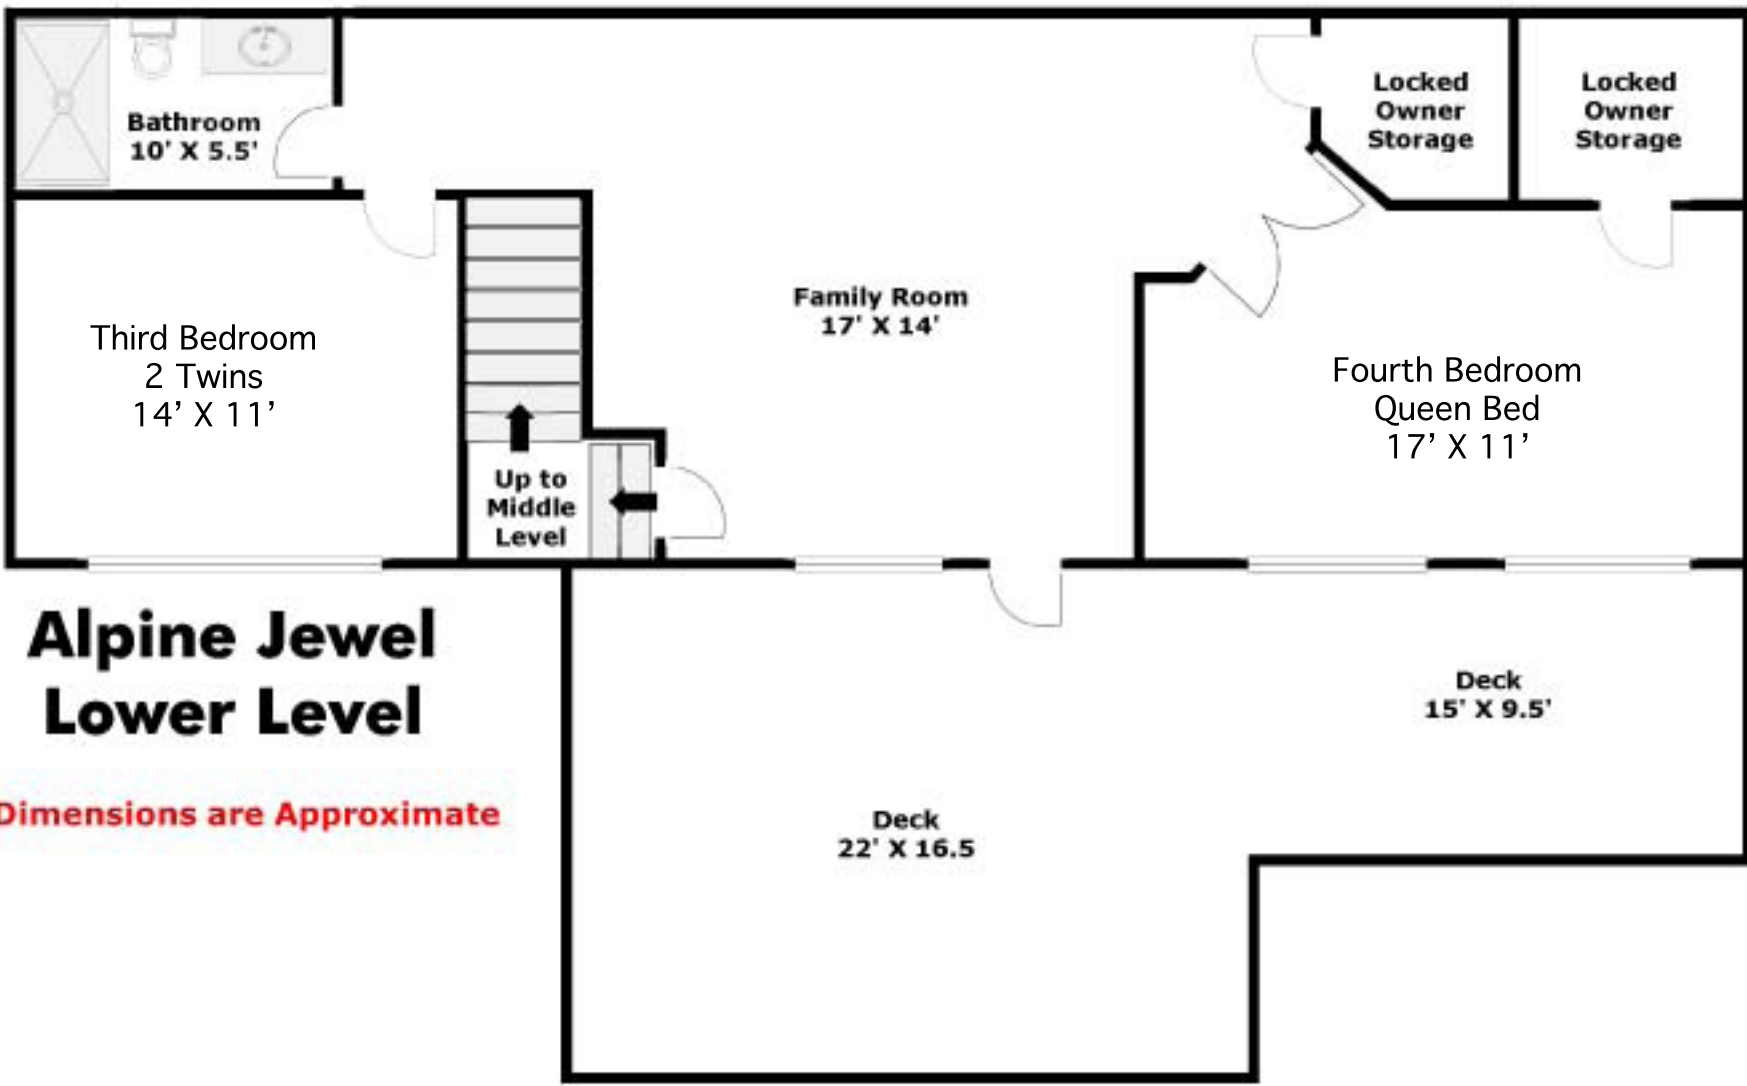 Bathroom
10' X 5.5'
Locked
Owner
Storage
Locked
Owner
Storage
Family Room
17' X 14'
Third Bedroom
2 Twins
14’ X 11’
Fourth Bedroom
Queen Bed
17’ X 11’
Up to
Middle
Level
Alpine Jewel
Lower Level
Dimensions are Approximate
Deck
15' X 9.5'
Deck
22' X 16.5